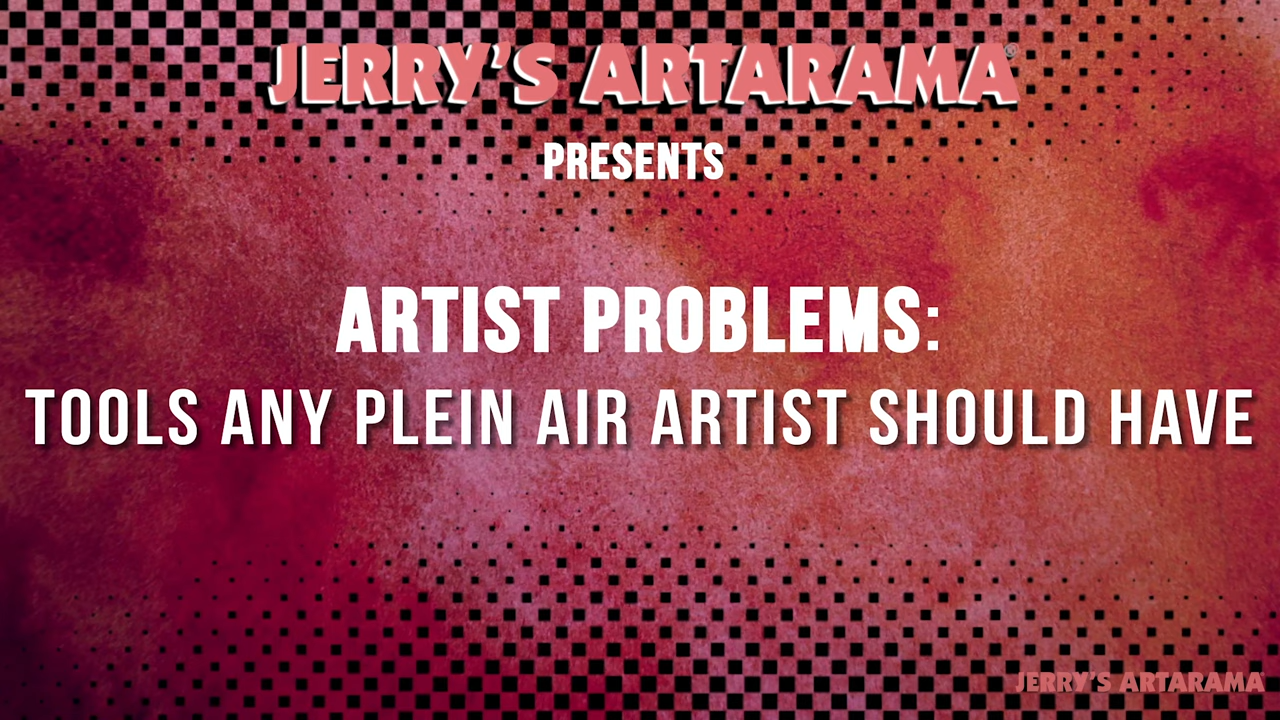 JERRY'S ARTARAMA®
PRESENTS
ARTIST PROBLEMS:
TOOLS ANY PLEIN AIR ARTIST SHOULD HAVE
JERRY'S ARTARAMA